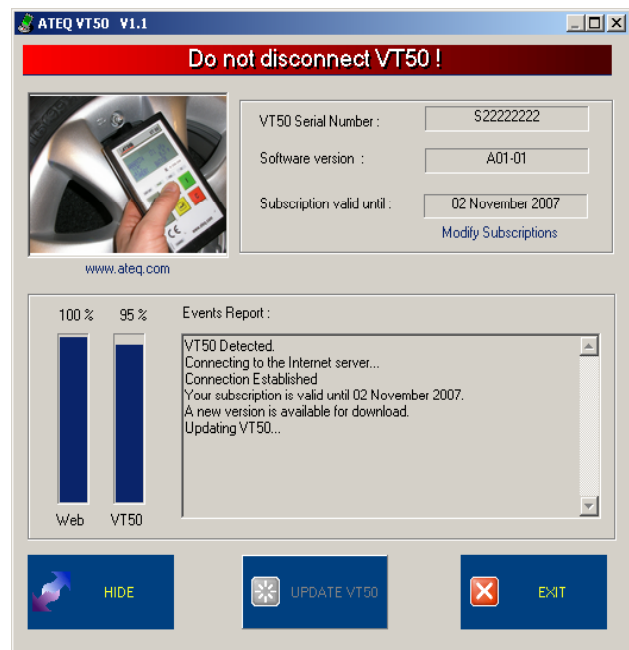 ATEQ VT50 V1.1
Do not disconnect VT50 !
VT50 Serial Number :
S22222222
Software version :
A01-01
Subscription valid until :
02 November 2007
Modify Subscriptions
www.ateq.com
100 %
95 %
Events Report :
VT50 Detected.
Connecting to the Internet server...
Connection Established
Your subscription is valid until 02 November 2007.
A new version is available for download.
Updating VT50...
Web
VT50
HIDE
UPDATE VT50
EXIT